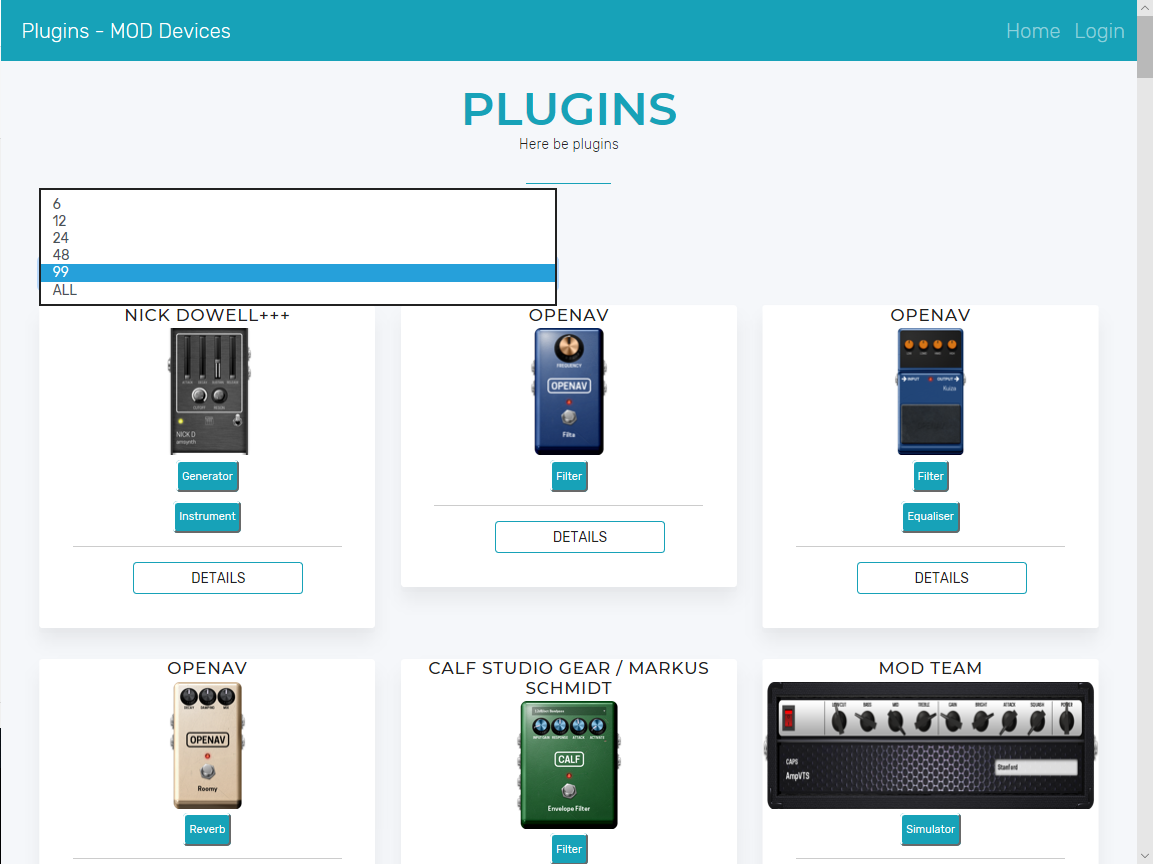 Plugins - MOD Devices
Home Login
PLUGINS
Here be plugins
6
12
24
48
99
ALL
NICK DOWELL+++
OPENAV
OPENAV
NICK D
amsynth
FREQUENCY
OPENAV
Filta
INPUT
OUTPUT
Kuiza
Generator
Instrument
DETAILS
Filter
DETAILS
Filter
Equaliser
DETAILS
OPENAV
CALF STUDIO GEAR / MARKUS
SCHMIDT
MOD TEAM
OPENAV
Roomy
Reverb
CALF
Envelope Filter
Filter
CAPS
AmpVTS
Stanford
Simulator